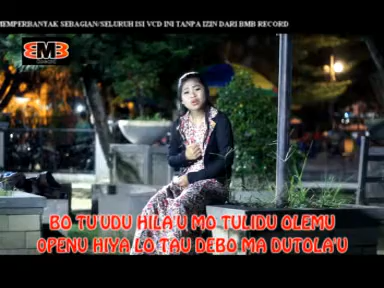 MEMPERBANYAK SEBAGIAN/SELURUH ISI VCD INI TANPA IZIN DARI BMB RECORD
BMB
Record
BO TU'UDU HILA'U MO TULIDU OLEMU
OPENU HIYA LO TAU DEBO MA DUTOLA'U